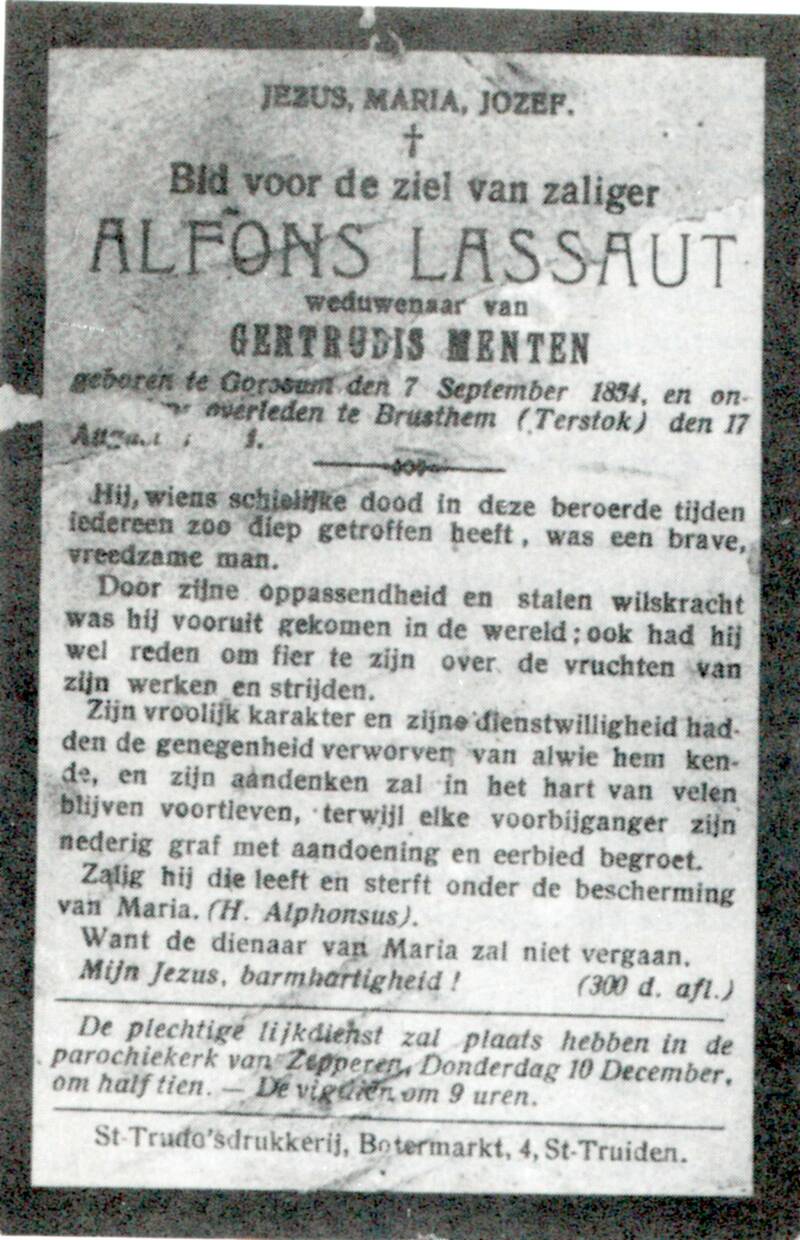 JEZUS, MARIA, JOZEF.
Bid voor de ziel van zaliger
ALFONS LASSAUT
weduwenaar van
GERTRUDIS MENTEN
geboren te Gorssum den 7 September 1854, en on-
overleden te Brusthem (Terstok) den 17
Hij, wiens schielijke dood in deze beroerde tijden
iedereen zoo diep getroffen heeft, was een brave,
vreedzame man.
Door zijne oppassendheid en stalen wilskracht
was hij vooruit gekomen in de wereld; ook had hij
wel reden om fier te zijn over de vruchten van
zijn werken en strijden.
Zijn vroolijk karakter en zijne dienstwilligheid had-
den de genegenheid verworven van alwie hem ken-
de, en zijn aandenken zal in het hart van velen
blijven voortleven, terwijl elke voorbijganger zijn
nederig graf met aandoening en eerbied begroet.
Zalig hij die leeft en sterft onder de bescherming
van Maria. (H. Alphonsus).
Want de dienaar van Maria zal niet vergaan.
Mijn Jezus, barmhartigheid! (300 d. afl.)
De plechtige lijkdienst zal plaats hebben in de
parochiekerk van Zepperen, Donderdag 10 December,
om half tien. — De vigiliën om 9 uren.
St-Trudo'sdrukkerij, Botermarkt, 4, St-Truiden.